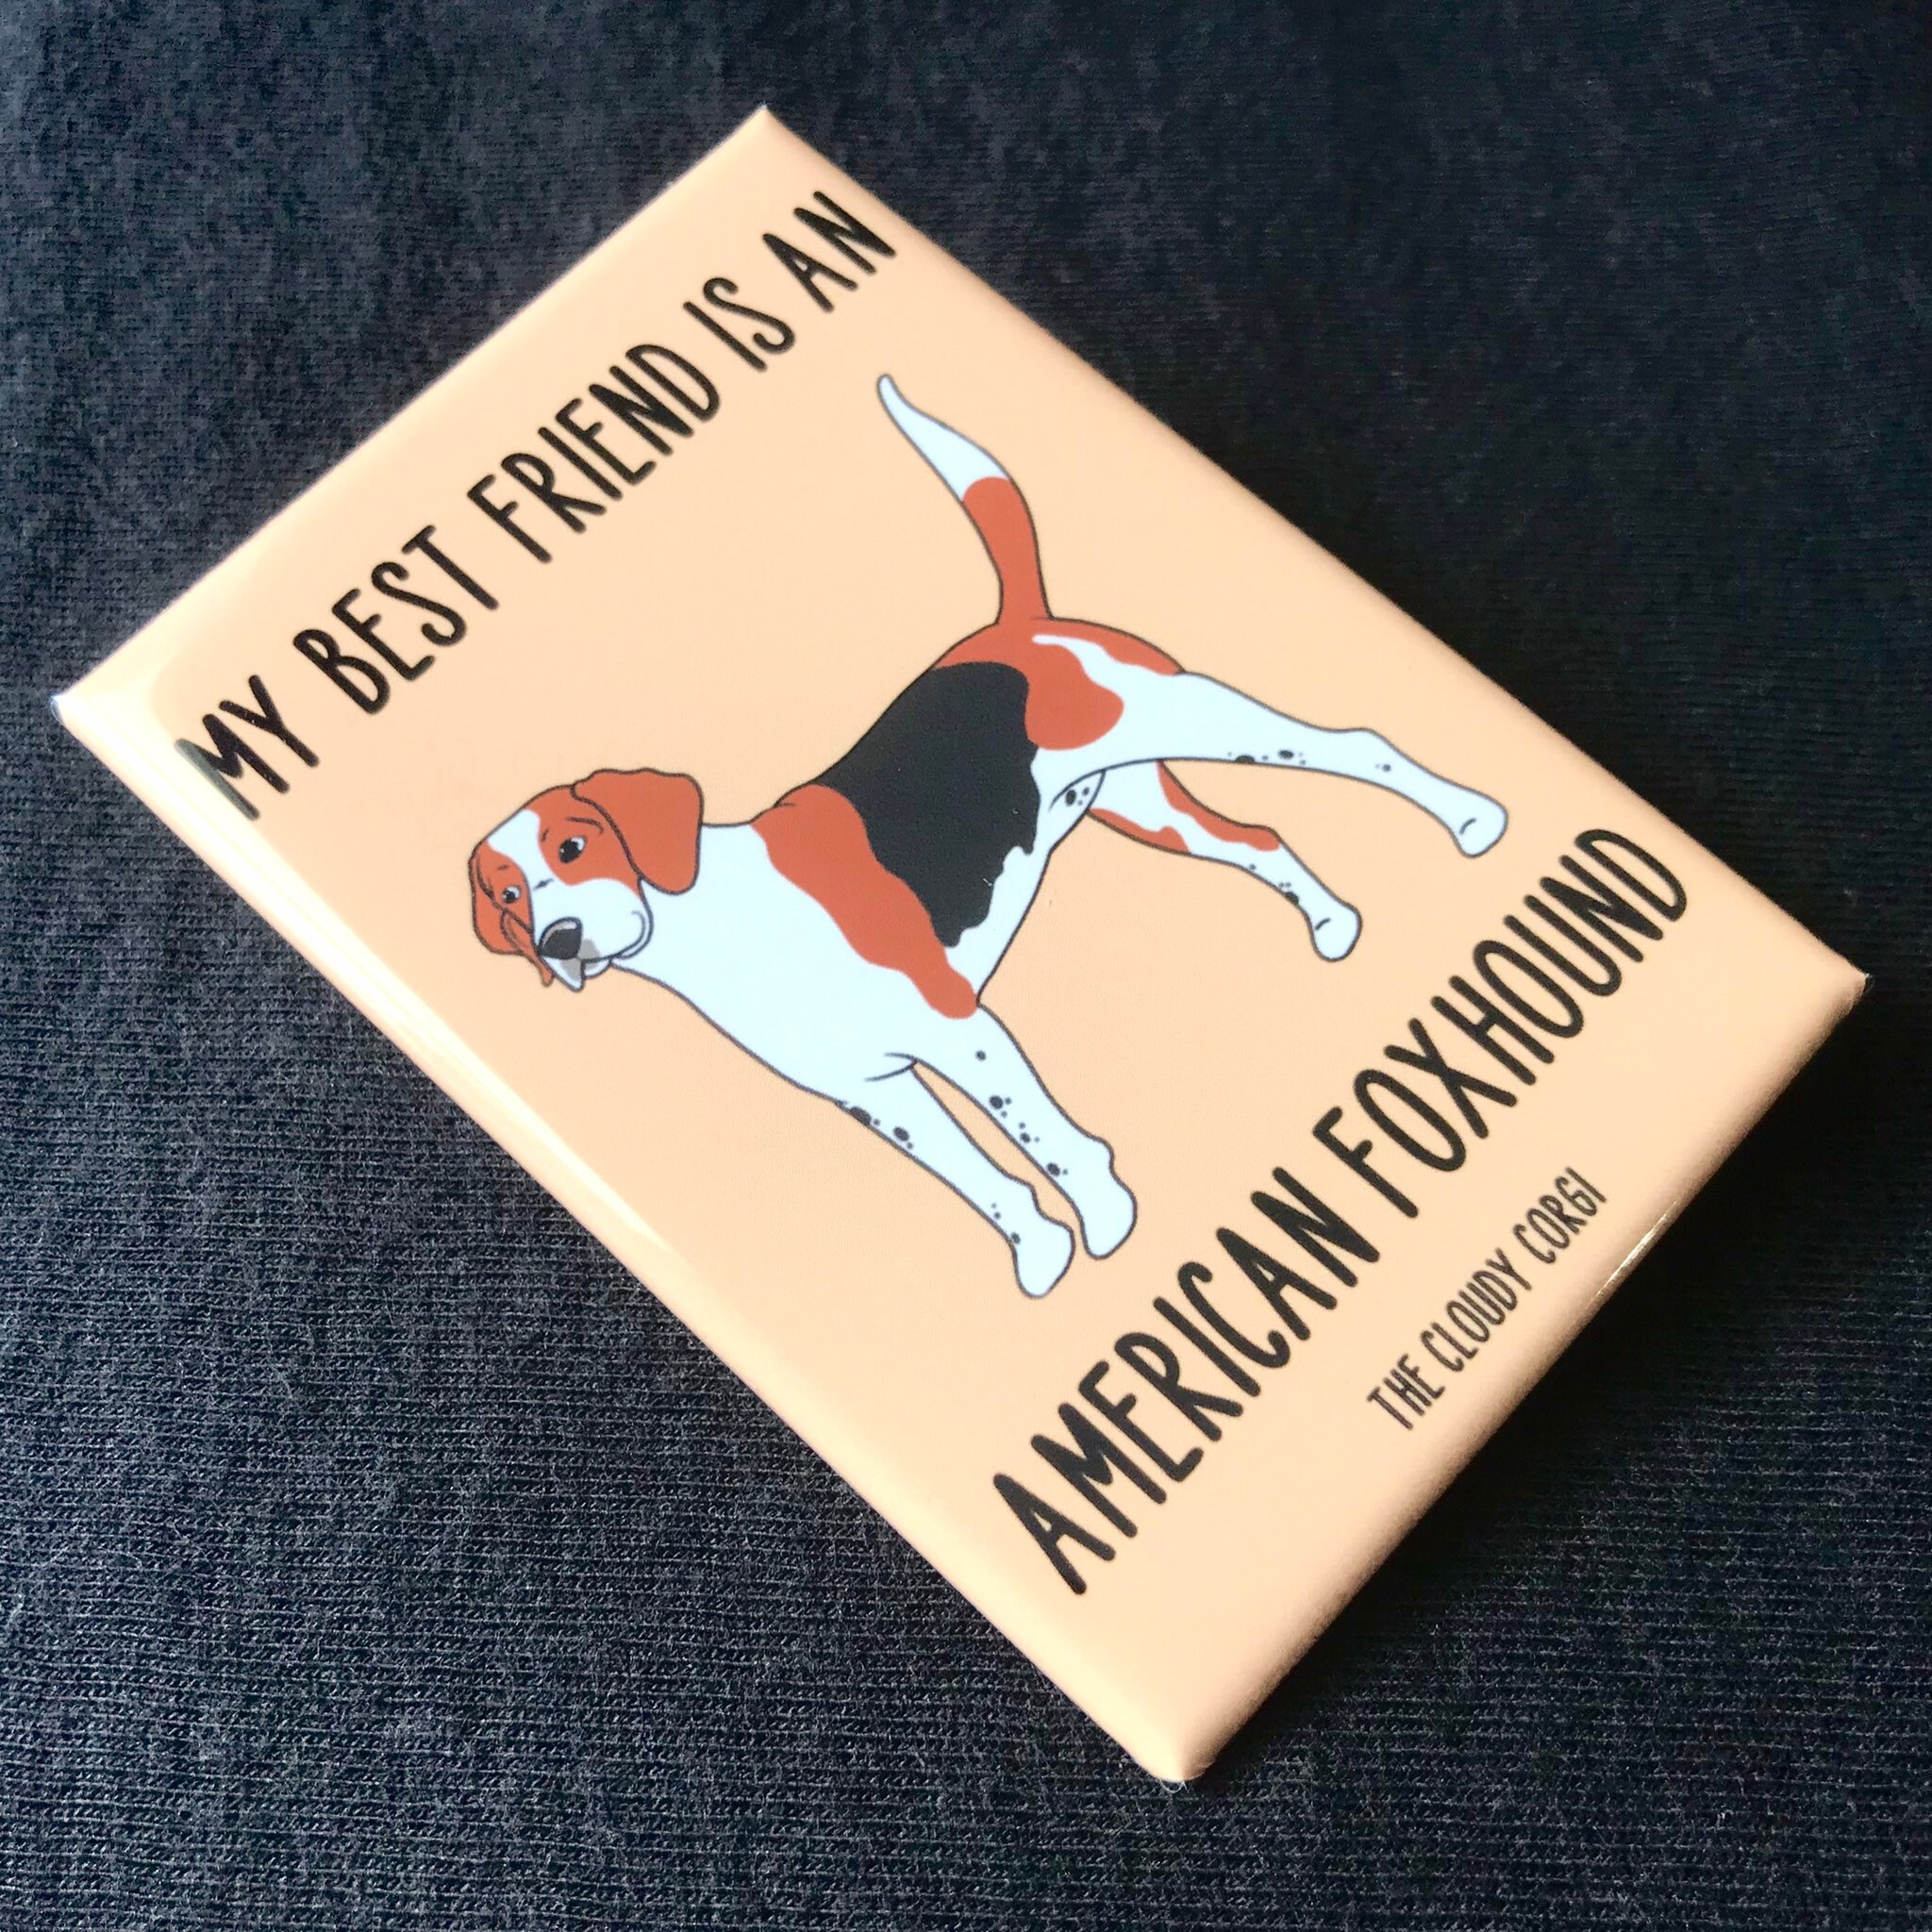 MY BEST FRIEND IS AN
AMERICAN FOXHOUND
THE CLOUDY CORGI